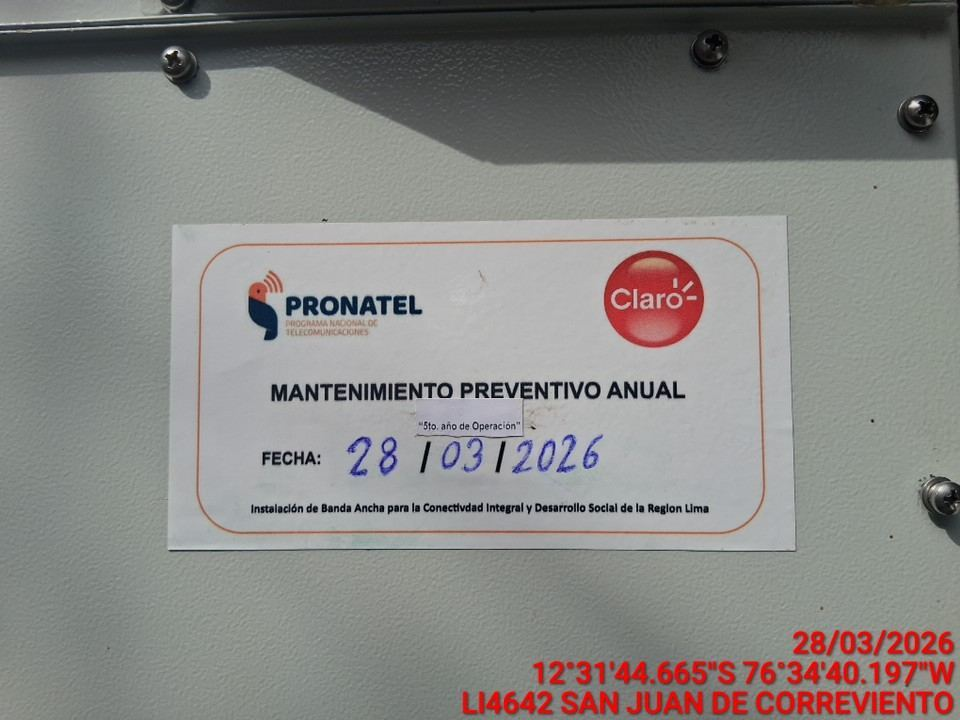 PRONATEL
PROGRAMA NACIONAL DE
TELECOMUNICACIONES
Claro
MANTENIMIENTO PREVENTIVO ANUAL
"5to. año de Operación"
FECHA: 28 / 03 / 2026
Instalación de Banda Ancha para la Conectivdad Integral y Desarrollo Social de la Region Lima
28/03/2026
12°31'44.665"S 76°34'40.197"W
LI4642 SAN JUAN DE CORREVIENTO